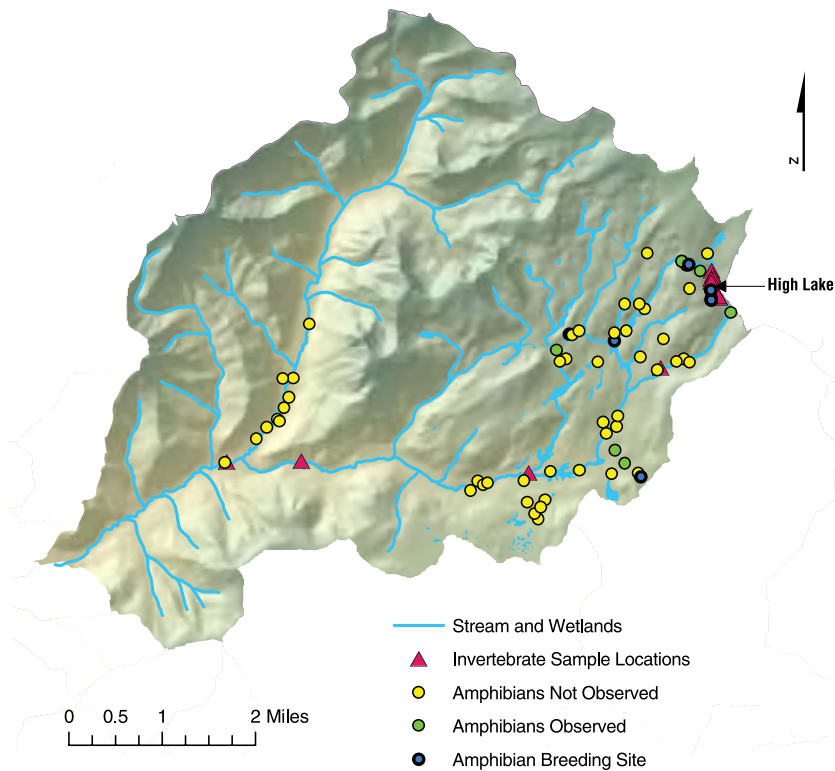 N
High Lake
Stream and Wetlands
Invertebrate Sample Locations
Amphibians Not Observed
Amphibians Observed
Amphibian Breeding Site
0 0.5 1 2 Miles